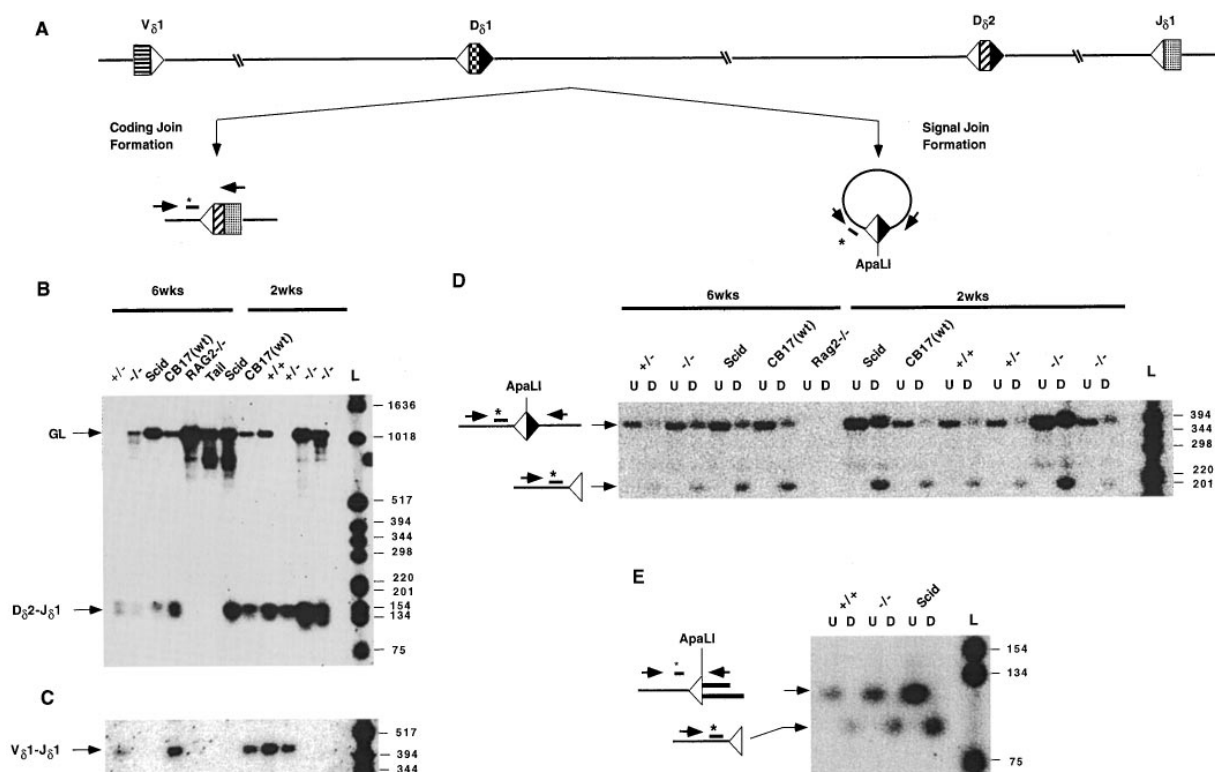 A
Vδ1 Dδ1 Dδ2 Jδ1
Coding Join
Formation
Signal Join
Formation
*
*
ApaLI
B
6wks 2wks
+/- -/- Scid CB17(wt) RAG2-/- Tail Scid CB17(wt) +/+ +/- -/- -/- L
GL
1636
1018
517
394
344
298
220
201
154
134
75
Dδ2-Jδ1
C
Vδ1-Jδ1
517
394
344
D
6wks 2wks
+/- -/- Scid CB17(wt) Rag2-/- Scid CB17(wt) +/+ +/- -/- -/-
U D U D U D U D U D U D U D U D U D U D U D L
ApaLI
*
*
394
344
298
220
201
E
+/+ -/- Scid
U D U D U D L
ApaLI
*
*
154
134
75